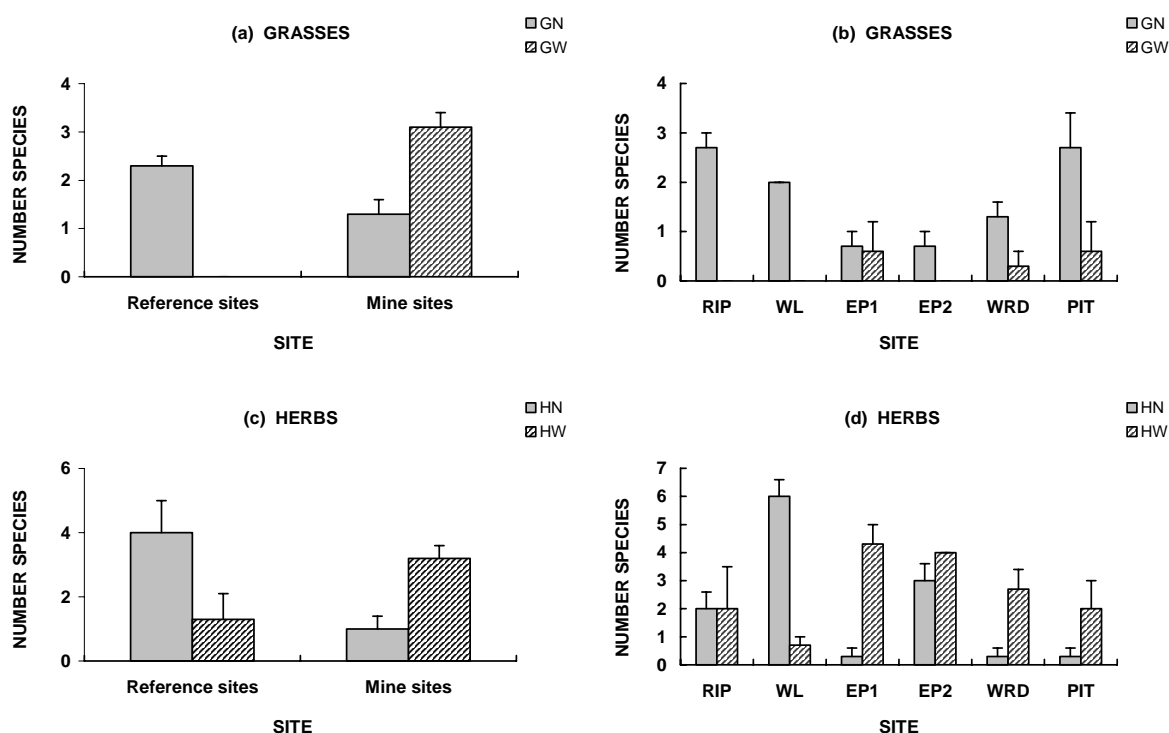 (a) GRASSES
GN
GW
NUMBER SPECIES
4
3
2
1
0
Reference sites Mine sites
SITE
(b) GRASSES
GN
GW
NUMBER SPECIES
4
3
2
1
0
RIP WL EP1 EP2 WRD PIT
SITE
(c) HERBS
HN
HW
NUMBER SPECIES
6
4
2
0
Reference sites Mine sites
SITE
(d) HERBS
HN
HW
NUMBER SPECIES
7
6
5
4
3
2
1
0
RIP WL EP1 EP2 WRD PIT
SITE